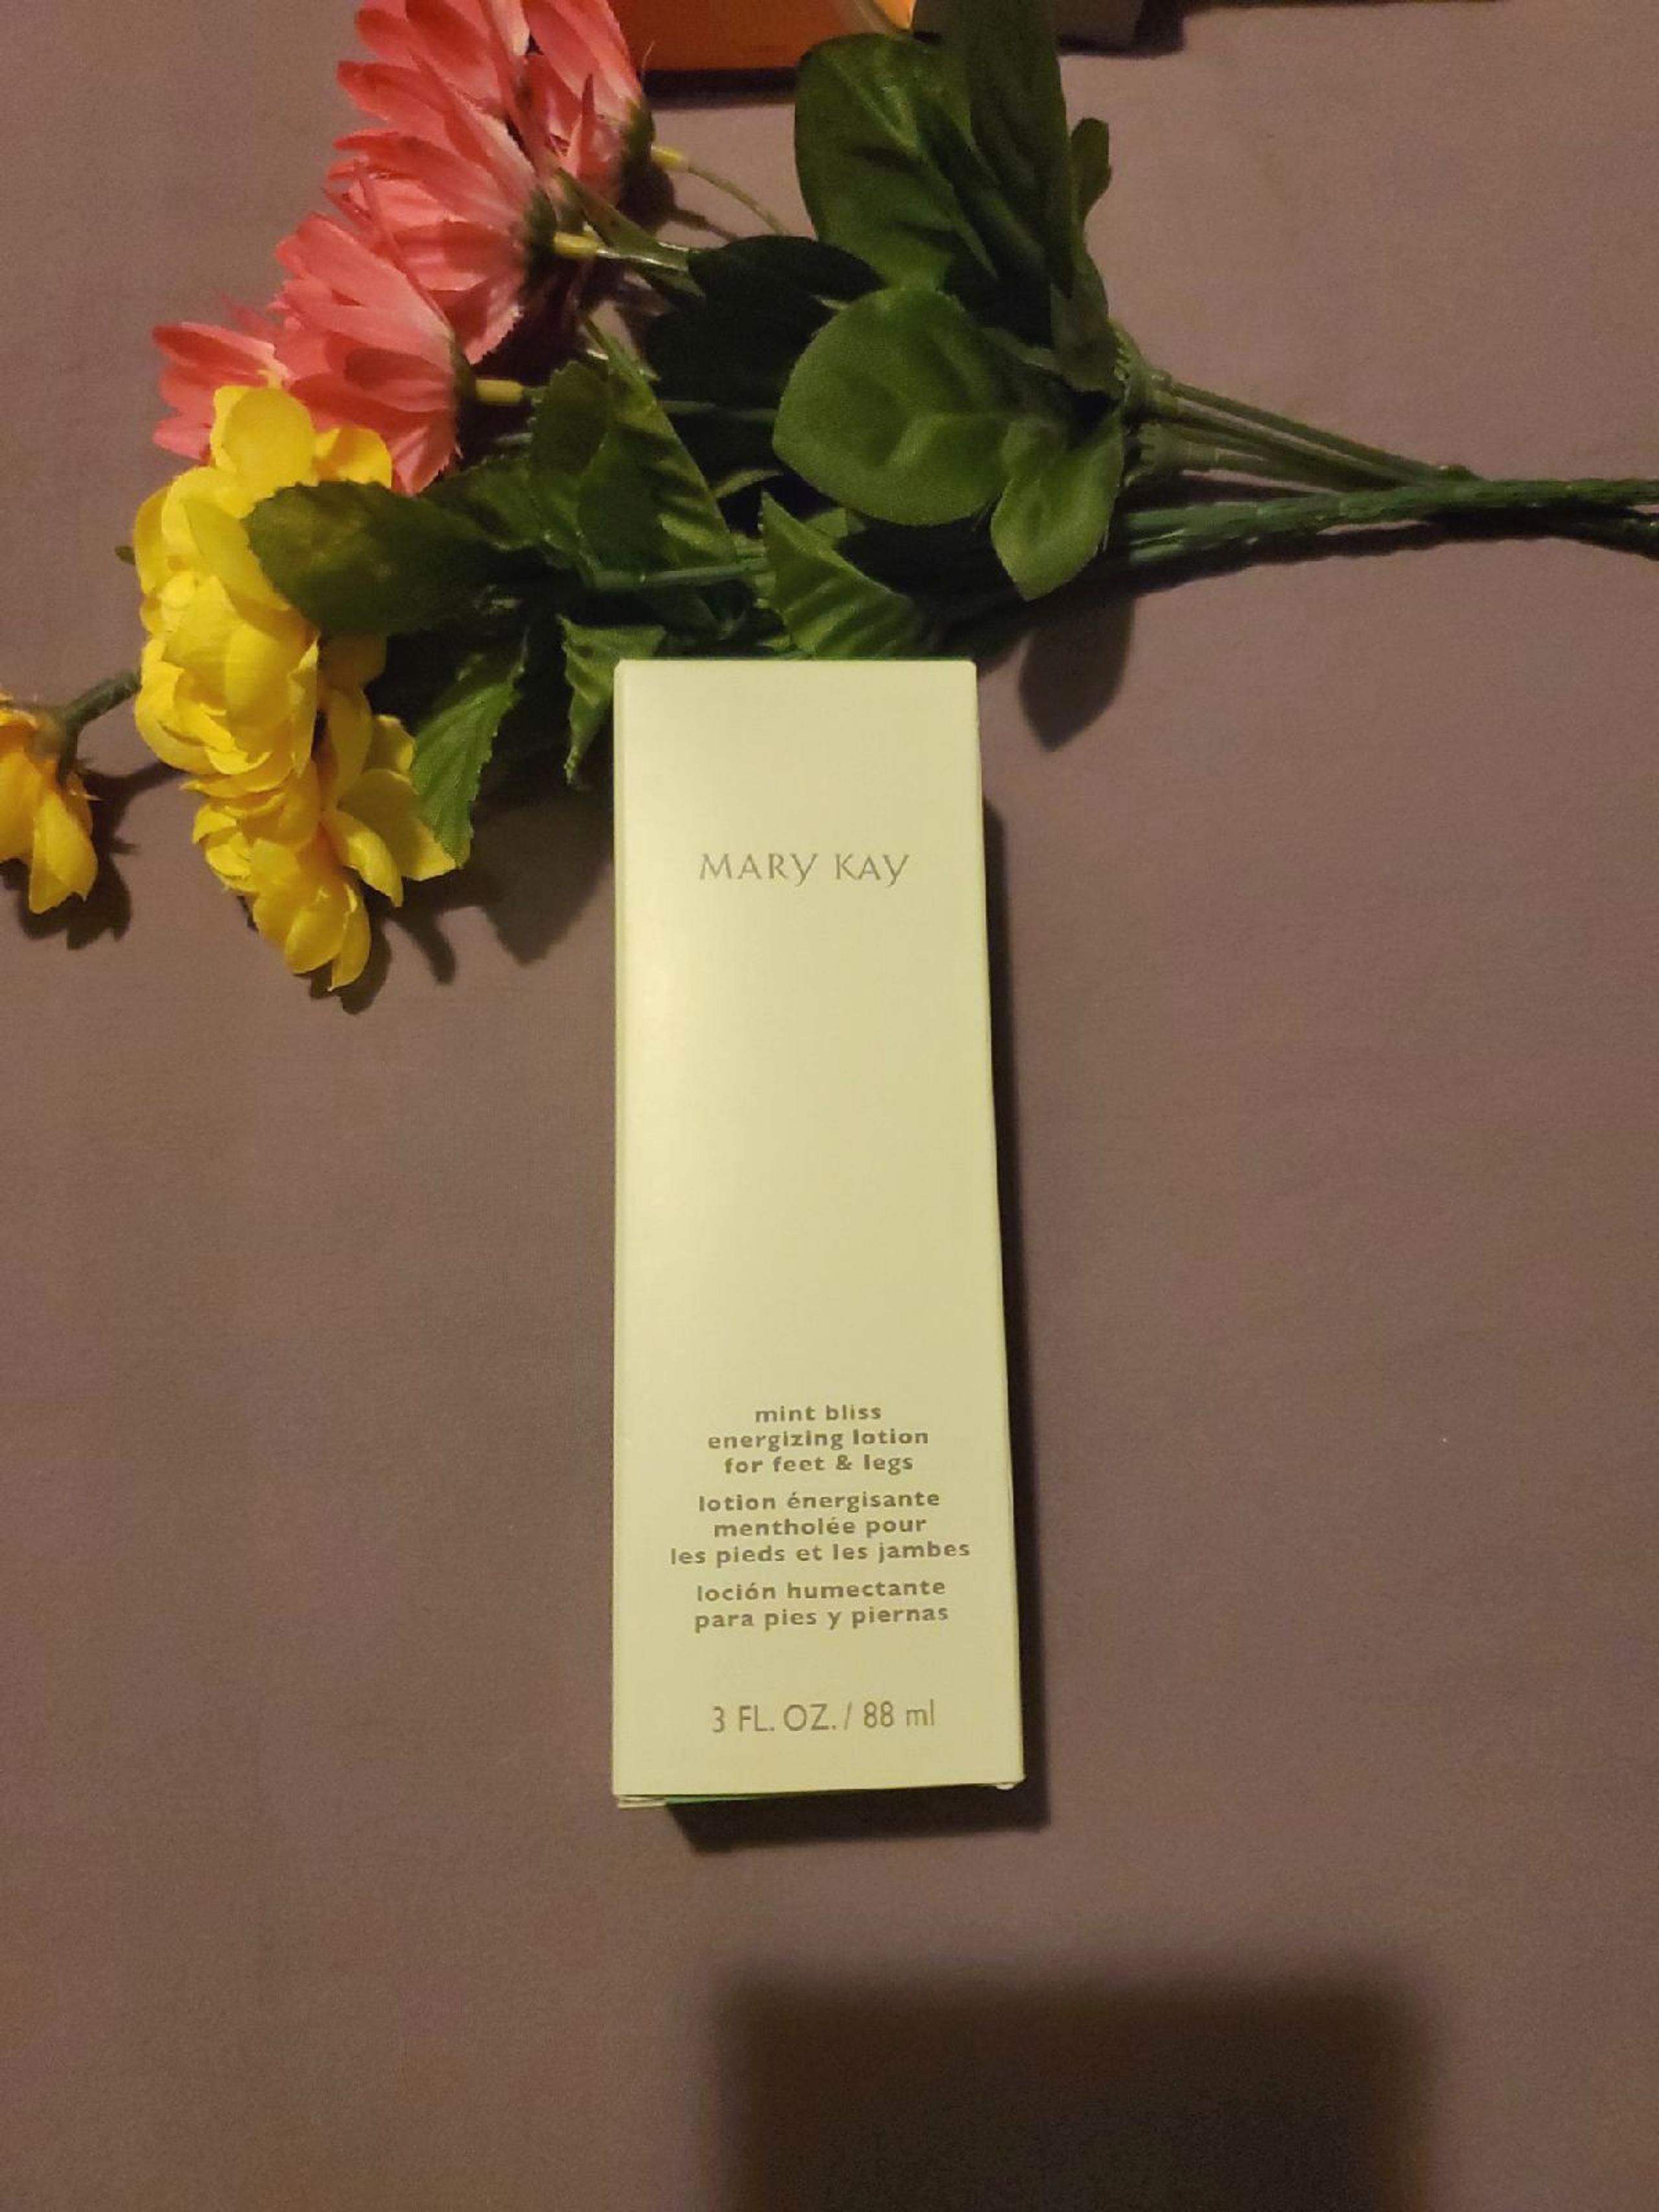 MARY KAY
mint bliss
energizing lotion
for feet & legs
lotion énergisante
mentholée pour
les pieds et les jambes
loción humectante
para pies y piernas
3 FL. OZ. / 88 ml